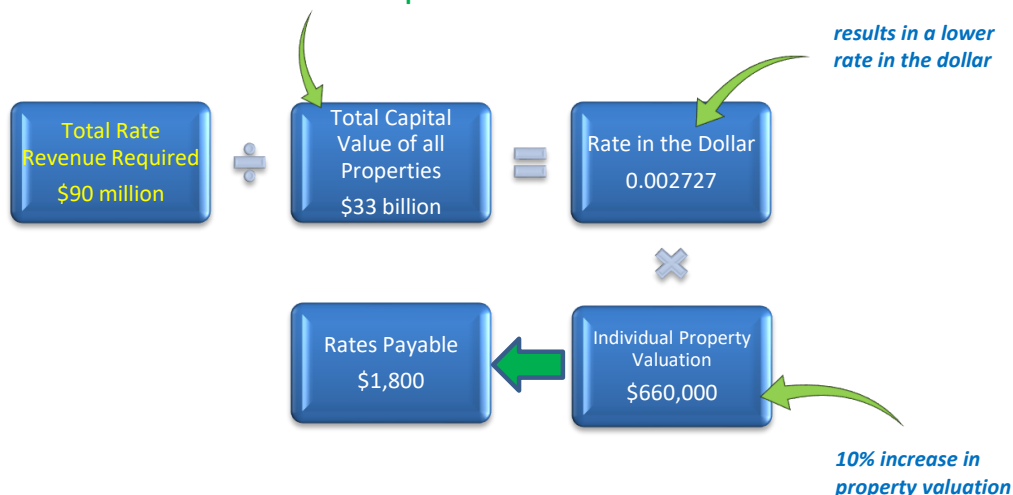 results in a lower
rate in the dollar
Total Rate
Revenue Required
$90 million
÷
Total Capital
Value of all
Properties
$33 billion
=
Rate in the Dollar
0.002727
×
Rates Payable
$1,800
Individual Property
Valuation
$660,000
10% increase in
property valuation